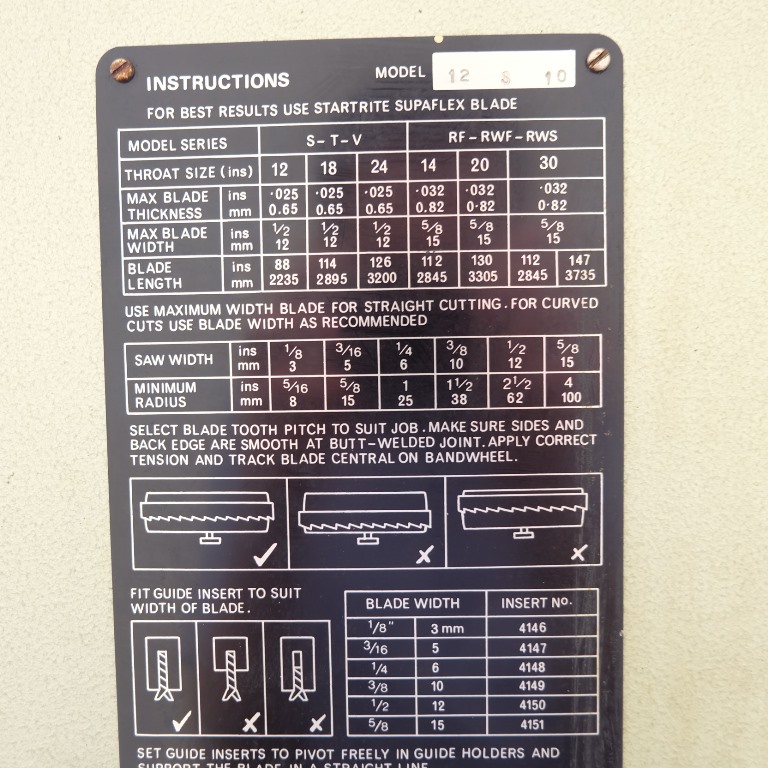 INSTRUCTIONS MODEL 12 S 10
FOR BEST RESULTS USE STARTRITE SUPAFLEX BLADE
MODEL SERIES S-T-V RF-RWF-RWS
THROAT SIZE (ins) 12 18 24 14 20 30
MAX BLADE ins ·025 ·025 ·025 ·032 ·032 ·032
THICKNESS mm 0.65 0.65 0.65 0.82 0·82 0·82
MAX BLADE ins 1/2 1/2 1/2 5/8 5/8 5/8
WIDTH mm 12 12 12 15 15 15
BLADE ins 88 114 126 112 130 112 147
LENGTH mm 2235 2895 3200 2845 3305 2845 3735
USE MAXIMUM WIDTH BLADE FOR STRAIGHT CUTTING. FOR CURVED
CUTS USE BLADE WIDTH AS RECOMMENDED
SAW WIDTH ins 1/8 3/16 1/4 3/8 1/2 5/8
mm 3 5 6 10 12 15
MINIMUM ins 5/16 5/8 1 1 1/2 2 1/2 4
RADIUS mm 8 15 25 38 62 100
SELECT BLADE TOOTH PITCH TO SUIT JOB. MAKE SURE SIDES AND
BACK EDGE ARE SMOOTH AT BUTT-WELDED JOINT. APPLY CORRECT
TENSION AND TRACK BLADE CENTRAL ON BANDWHEEL.
FIT GUIDE INSERT TO SUIT
WIDTH OF BLADE.
BLADE WIDTH INSERT No.
1/8" 3 mm 4146
3/16 5 4147
1/4 6 4148
3/8 10 4149
1/2 12 4150
5/8 15 4151
SET GUIDE INSERTS TO PIVOT FREELY IN GUIDE HOLDERS AND
SUPPORT THE BLADE IN A STRAIGHT LINE